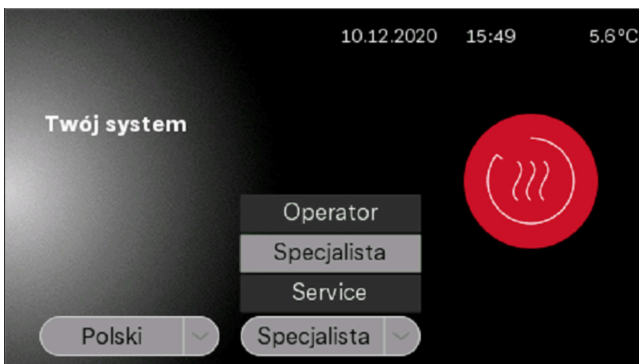 10.12.2020 15:49 5.6°C
Twój system
Operator
Specjalista
Service
Polski Specjalista